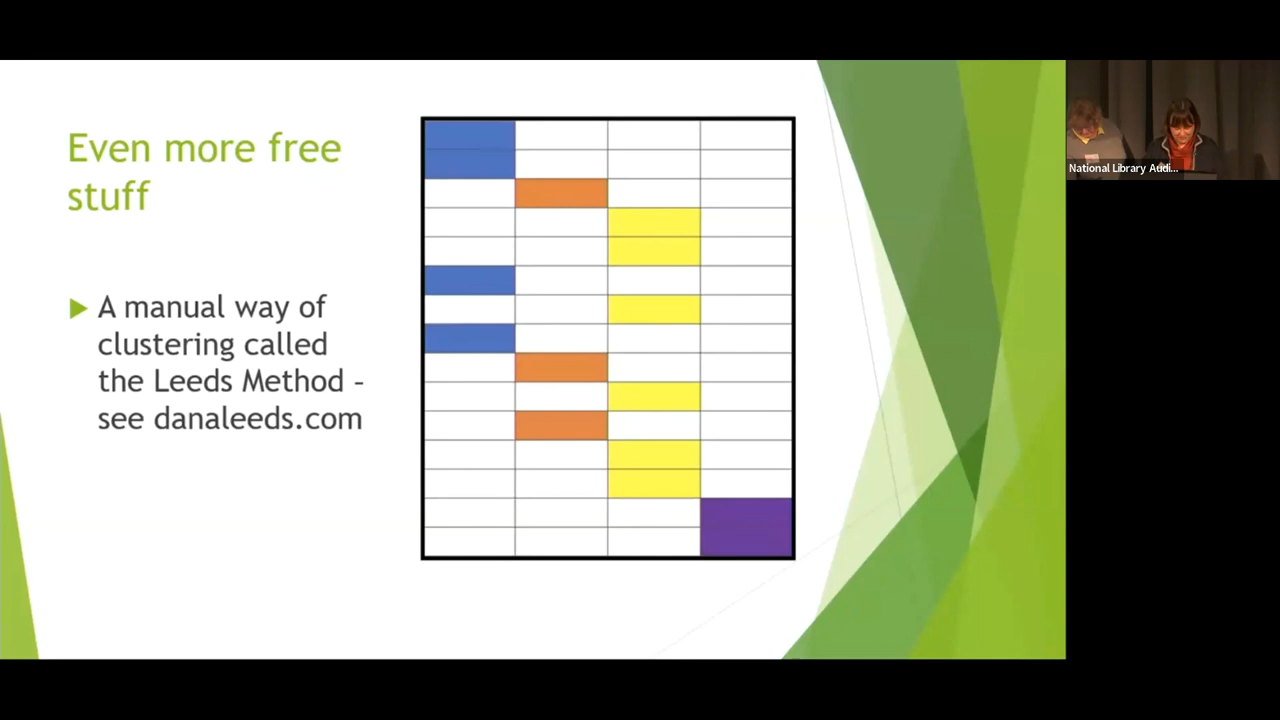 Even more free
stuff
A manual way of
clustering called
the Leeds Method -
see danaleeds.com
National Library Audi...